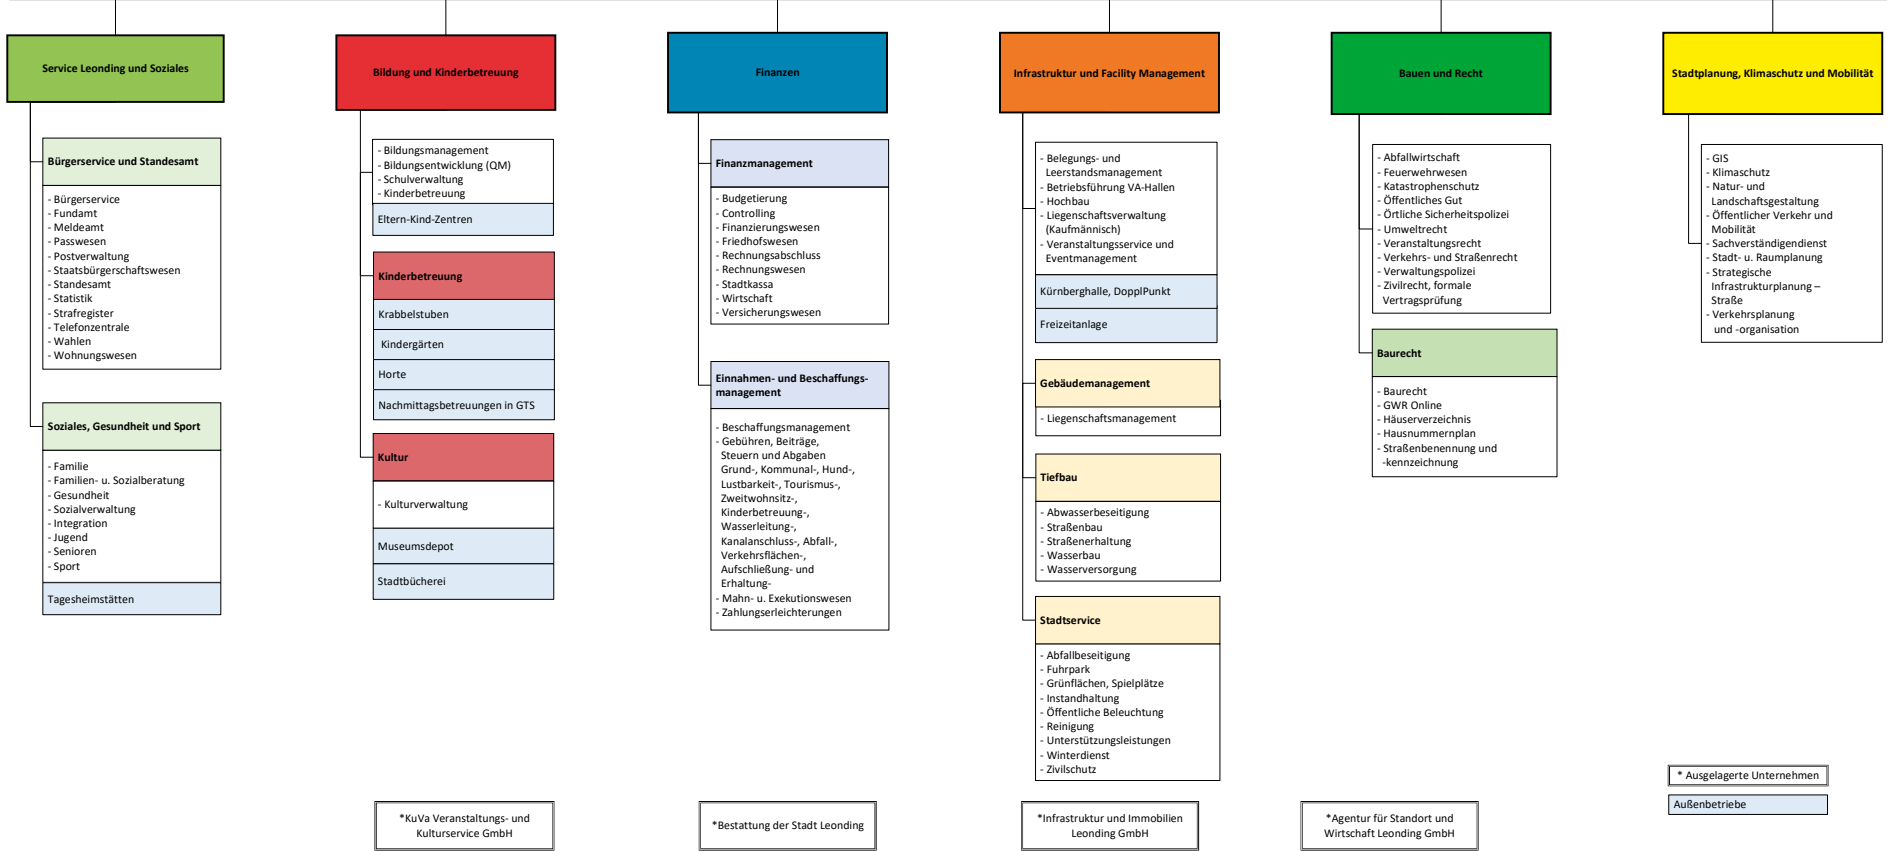 Service Leonding und Soziales
Bürgerservice und Standesamt
- Bürgerservice
- Fundamt
- Meldeamt
- Passwesen
- Postverwaltung
- Staatsbürgerschaftswesen
- Standesamt
- Statistik
- Strafregister
- Telefonzentrale
- Wahlen
- Wohnungswesen
Soziales, Gesundheit und Sport
- Familie
- Familien- u. Sozialberatung
- Gesundheit
- Sozialverwaltung
- Integration
- Jugend
- Senioren
- Sport
Tagesheimstätten
Bildung und Kinderbetreuung
- Bildungsmanagement
- Bildungsentwicklung (QM)
- Schulverwaltung
- Kinderbetreuung
Eltern-Kind-Zentren
Kinderbetreuung
Krabbelstuben
Kindergärten
Horte
Nachmittagsbetreuungen in GTS
Kultur
- Kulturverwaltung
Museumsdepot
Stadtbücherei
Finanzen
Finanzmanagement
- Budgetierung
- Controlling
- Finanzierungswesen
- Friedhofswesen
- Rechnungsabschluss
- Rechnungswesen
- Stadtkassa
- Wirtschaft
- Versicherungswesen
Einnahmen- und Beschaffungs-
management
- Beschaffungsmanagement
- Gebühren, Beiträge,
Steuern und Abgaben
Grund-, Kommunal-, Hund-,
Lustbarkeit-, Tourismus-,
Zweitwohnsitz-,
Kinderbetreuung-,
Wasserleitung-,
Kanalanschluss-, Abfall-,
Verkehrsflächen-,
Aufschließung- und
Erhaltung-
- Mahn- u. Exekutionswesen
- Zahlungserleichterungen
Infrastruktur und Facility Management
- Belegungs- und
Leerstandsmanagement
- Betriebsführung VA-Hallen
- Hochbau
- Liegenschaftsverwaltung
(Kaufmännisch)
- Veranstaltungsservice und
Eventmanagement
Kürnberghalle, DopplPunkt
Freizeitanlage
Gebäudemanagement
- Liegenschaftsmanagement
Tiefbau
- Abwasserbeseitigung
- Straßenbau
- Straßenerhaltung
- Wasserbau
- Wasserversorgung
Stadtservice
- Abfallbeseitigung
- Fuhrpark
- Grünflächen, Spielplätze
- Instandhaltung
- Öffentliche Beleuchtung
- Reinigung
- Unterstützungsleistungen
- Winterdienst
- Zivilschutz
Bauen und Recht
- Abfallwirtschaft
- Feuerwehrwesen
- Katastrophenschutz
- Öffentliches Gut
- Örtliche Sicherheitspolizei
- Umweltrecht
- Veranstaltungsrecht
- Verkehrs- und Straßenrecht
- Verwaltungspolizei
- Zivilrecht, formale
Vertragsprüfung
Baurecht
- Baurecht
- GWR Online
- Häuserverzeichnis
- Hausnummernplan
- Straßenbenennung und
-kennzeichnung
Stadtplanung, Klimaschutz und Mobilität
- GIS
- Klimaschutz
- Natur- und
Landschaftsgestaltung
- Öffentlicher Verkehr und
Mobilität
- Sachverständigendienst
- Stadt- u. Raumplanung
- Strategische
Infrastrukturplanung –
Straße
- Verkehrsplanung
und -organisation
* Ausgelagerte Unternehmen
Außenbetriebe
*KuVa Veranstaltungs- und
Kulturservice GmbH
*Bestattung der Stadt Leonding
*Infrastruktur und Immobilien
Leonding GmbH
*Agentur für Standort und
Wirtschaft Leonding GmbH